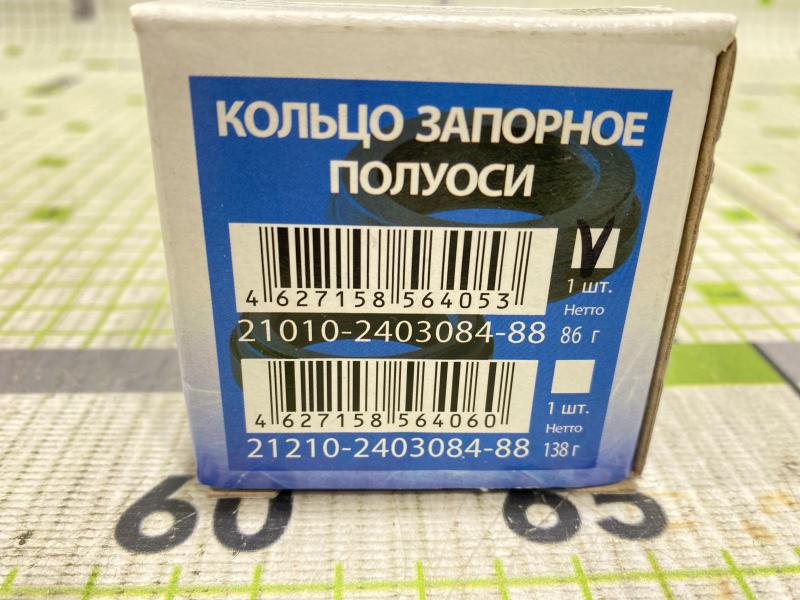 КОЛЬЦО ЗАПОРНОЕ
ПОЛУОСИ
V
4 627158 564053
1 шт.
Нетто
21010-2403084-88 86 г
4 627158 564060
1 шт.
Нетто
21210-2403084-88 138 г
60 65